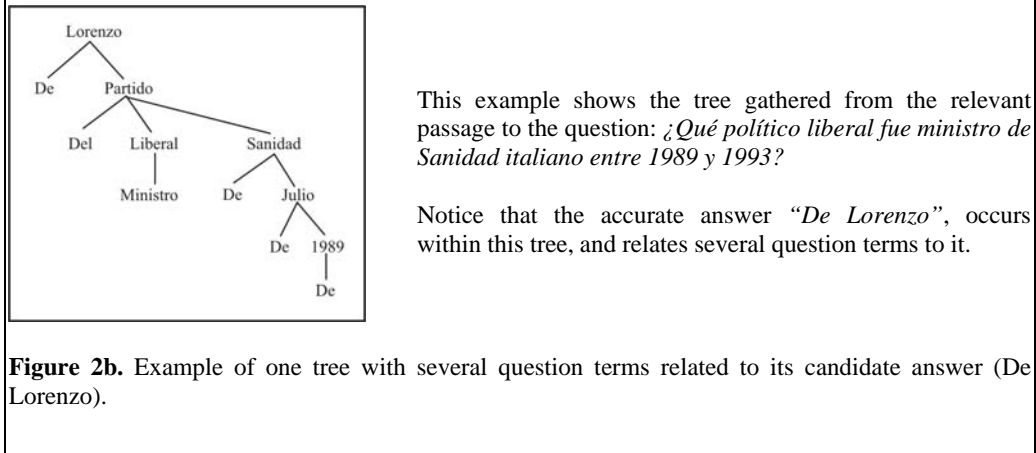 Lorenzo
De Partido
Del Liberal Sanidad
Ministro De Julio
De 1989
De
This example shows the tree gathered from the relevant
passage to the question: ¿Qué político liberal fue ministro de
Sanidad italiano entre 1989 y 1993?
Notice that the accurate answer “De Lorenzo”, occurs
within this tree, and relates several question terms to it.
Figure 2b. Example of one tree with several question terms related to its candidate answer (De
Lorenzo).